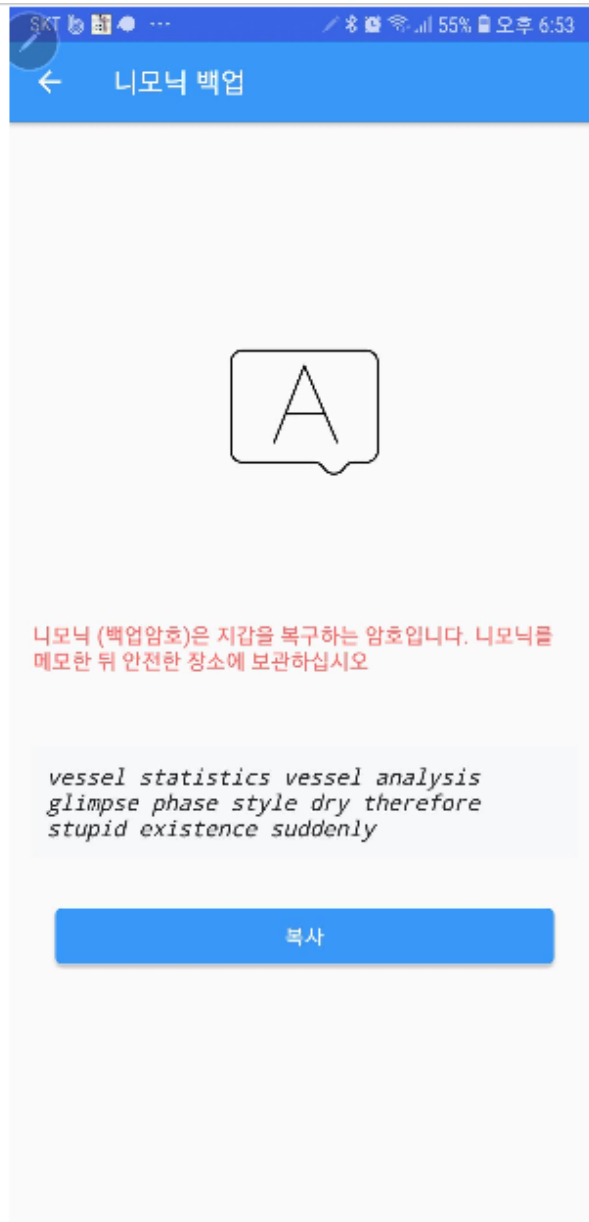 SKT ... 55% 오후 6:53
니모닉 백업
A
니모닉 (백업암호)은 지갑을 복구하는 암호입니다. 니모닉를
메모한 뒤 안전한 장소에 보관하십시오
vessel statistics vessel analysis
glimpse phase style dry therefore
stupid existence suddenly
복사